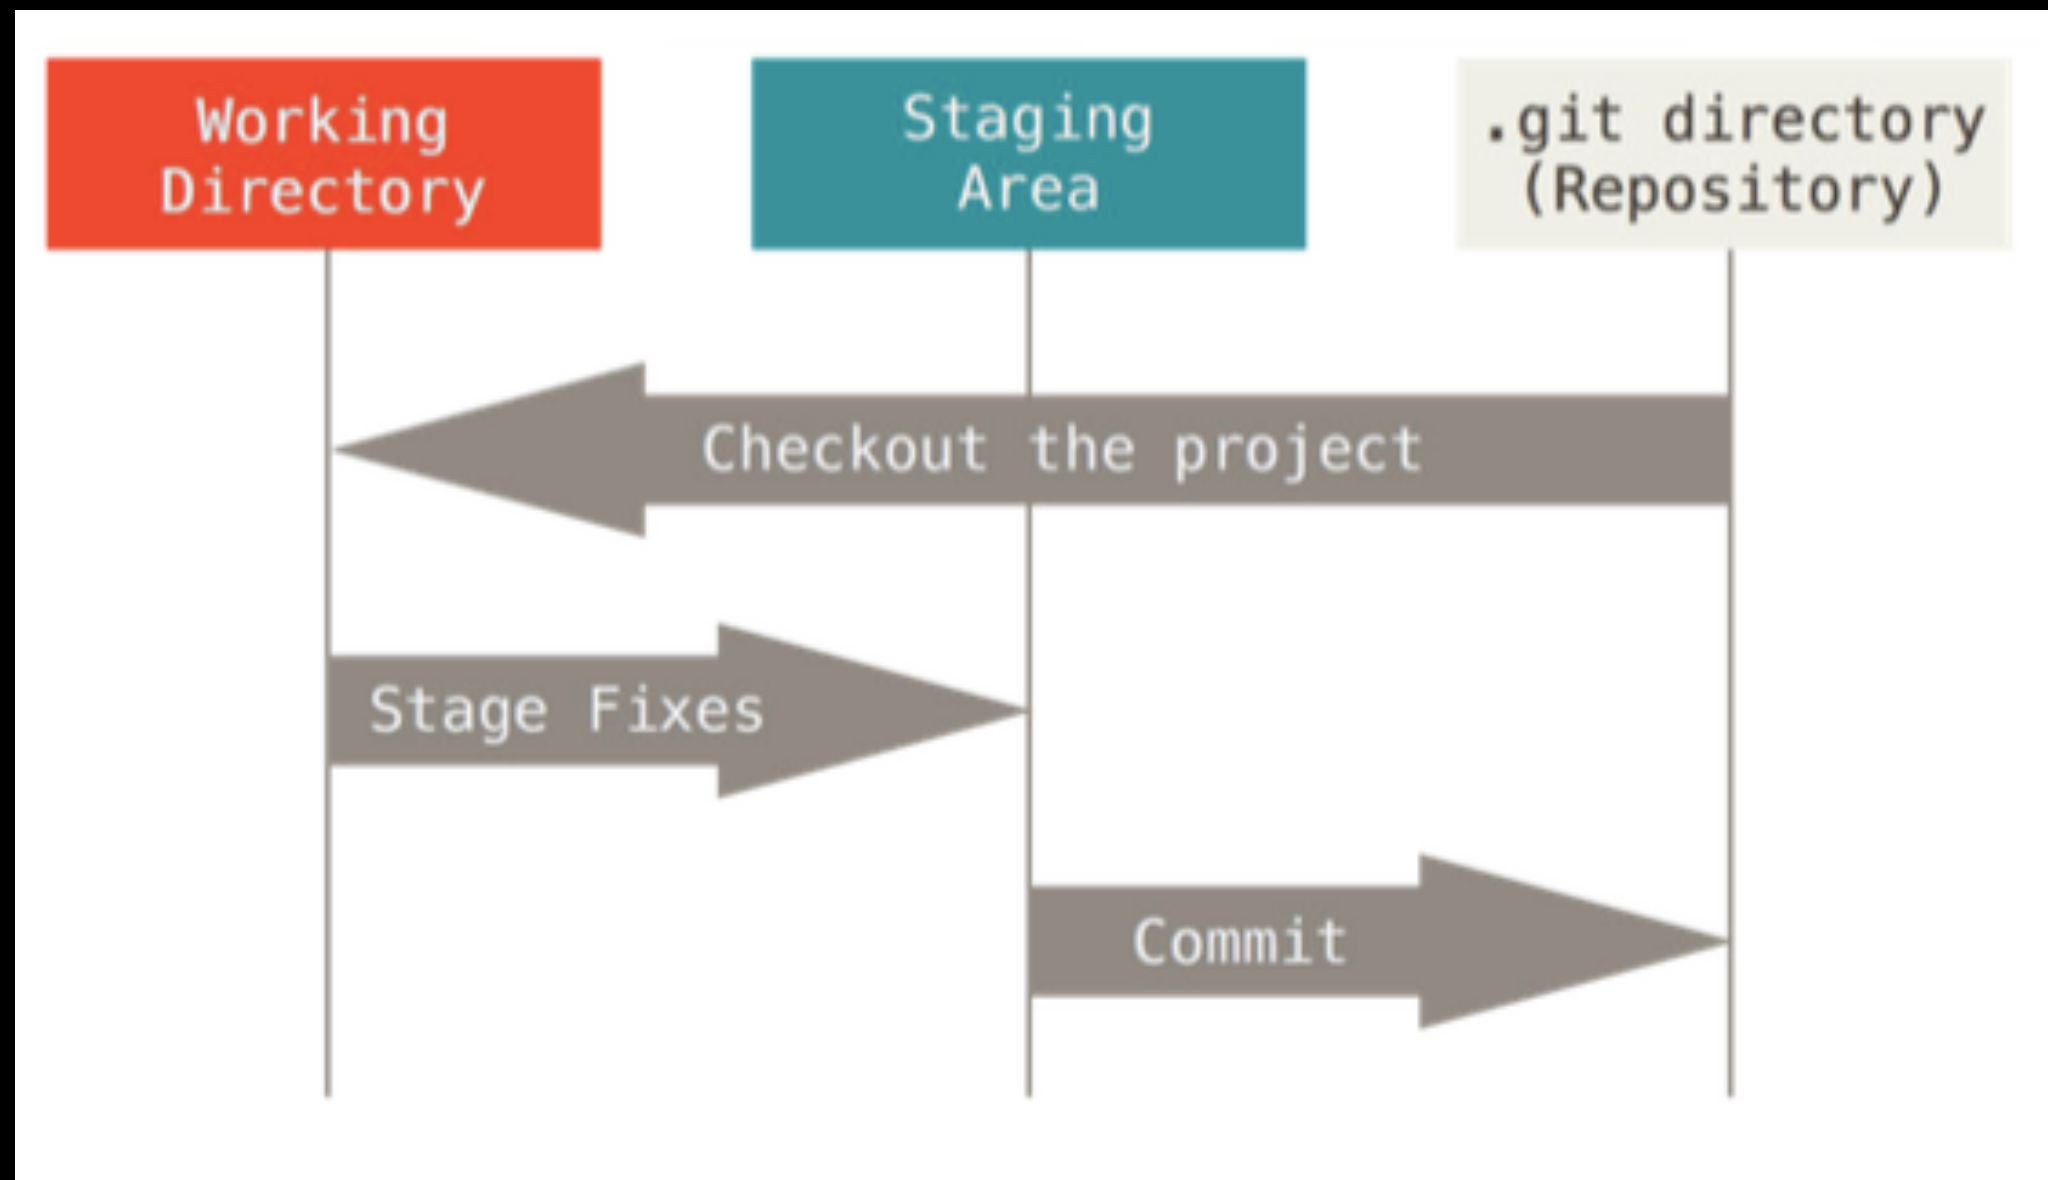 Working
Directory
Staging
Area
.git directory
(Repository)
Checkout the project
Stage Fixes
Commit